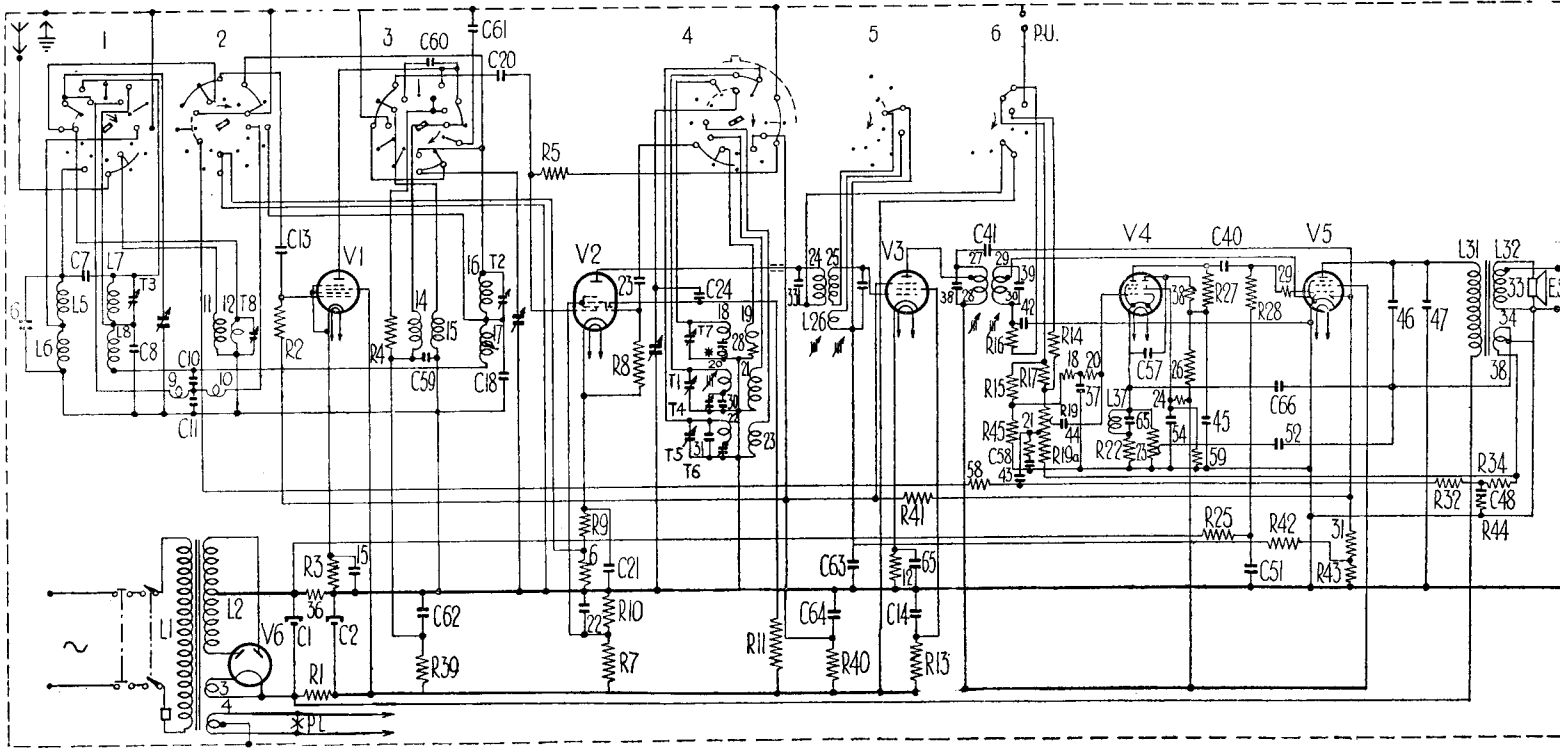 1 2 3 4 5 6 P.U.
C60 C61 C20
R5
C13 V1 V2 V3 C41 V4 C40 V5 L31 L32
C7 L7 T3 L5 L6 L8 C8
11 12 T8 R2 R4 14 15 16 T2 17
C59 C18
C10 9 10 C11
23 C24 R8 18 19 T7 28 20 21 T1 30 T4 22 23 31 T5 T6
24 25 33 L26
27 29 38 28 39 30 42
R16 R14 R15 R17 18 20 37 R19 44 R45 21 R19a C58 43 58
C57 38 R27 R28 29 26 24 L37 65 R22 23 54 59 45
C66 52 46 47
33 E3 34 38
R34 R32 C48 R44
R41 R25 R42 31 R43 C51
R9 6 C21 22 R10 R7
R3 15 36 C1 C2 R1 C62 R39
L1 L2 V6 3 4 PL
~
R11 C63 C64 R40 12 65 C14 R13